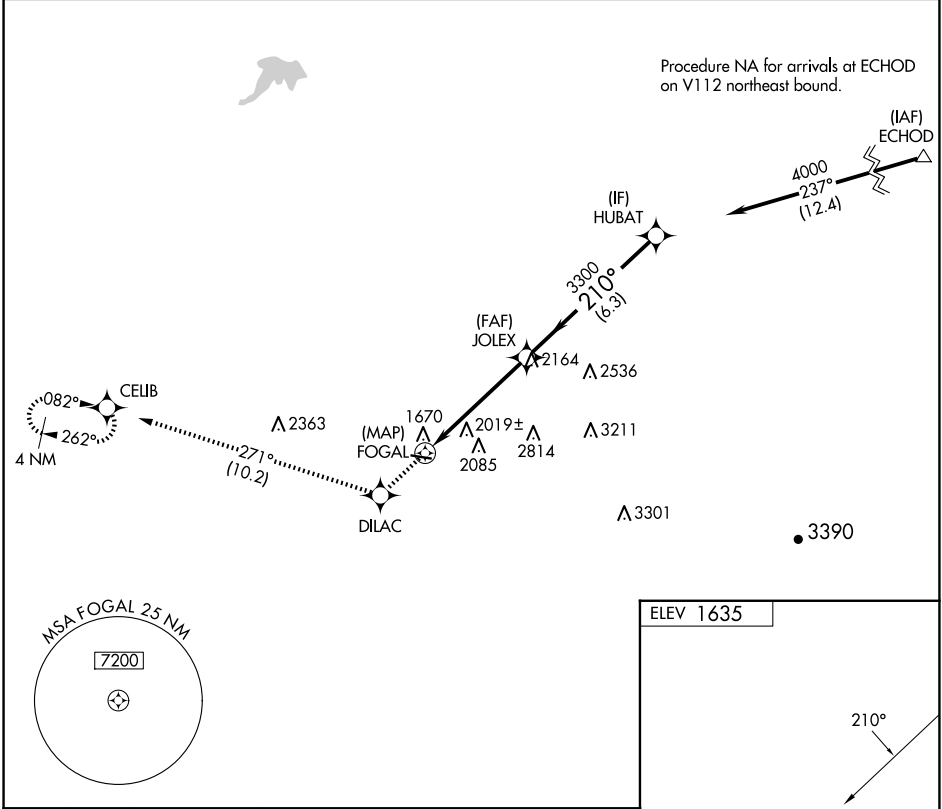 Procedure NA for arrivals at ECHOD
on V112 northeast bound.
(IAF)
ECHOD
4000
237°
(12.4)
(IF)
HUBAT
3300
210°
(6.3)
(FAF)
JOLEX
2164
2536
082°
CELIB
262°
4 NM
2363
1670
2019±
(MAP)
FOGAL
2085
2814
3211
271°
(10.2)
DILAC
3301
3390
MSA FOGAL 25 NM
7200
ELEV 1635
210°